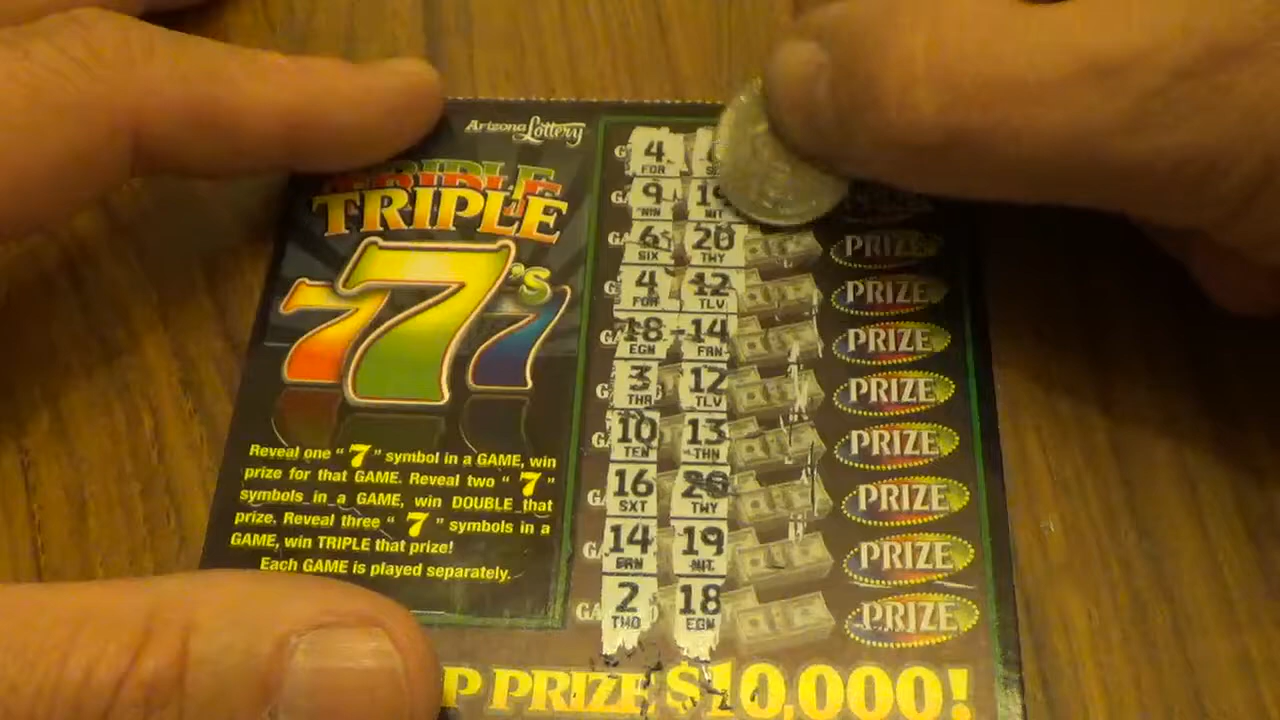 Arizona Lottery
TRIPLE
TRIPLE
777's
Reveal one "7" symbol in a GAME, win
prize for that GAME. Reveal two "7"
symbols in a GAME, win DOUBLE that
prize. Reveal three "7" symbols in a
GAME, win TRIPLE that prize!
Each GAME is played separately.
4
FOR
9 19
NIN NIT
6 20 PRIZE
SIX TWY
4 12 PRIZE
FOR TLV
18 14 PRIZE
EGN FRN
3 12 PRIZE
THR TLV
10 13 PRIZE
TEN THN
16 20 PRIZE
SXT TWY
14 19 PRIZE
FRN NIT
2 18 PRIZE
TWO EGN
P PRIZE $10,000!